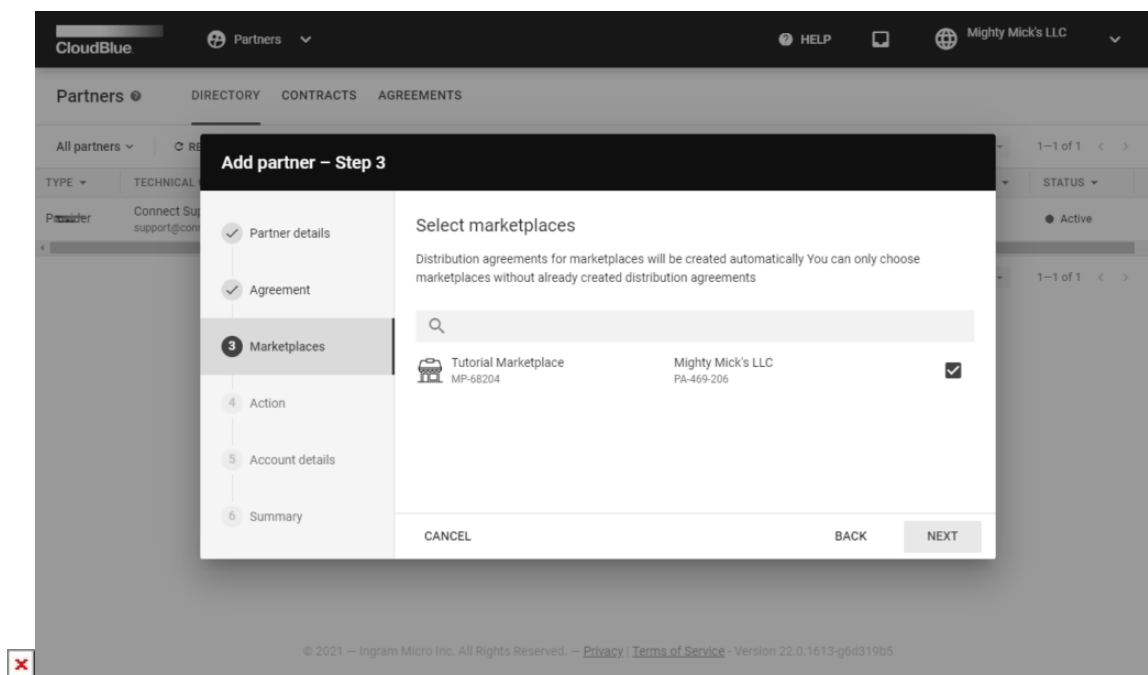 CloudBlue
Partners
HELP
Mighty Mick's LLC
Partners
DIRECTORY CONTRACTS AGREEMENTS
All partners
1–1 of 1
Add partner – Step 3
TYPE
TECHNICAL
STATUS
Connect
Active
Partner details
Agreement
3 Marketplaces
4 Action
5 Account details
6 Summary
Select marketplaces
Distribution agreements for marketplaces will be created automatically You can only choose
marketplaces without already created distribution agreements
Tutorial Marketplace
Mighty Mick's LLC
MP-68204
PA-469-206
1–1 of 1
CANCEL
BACK
NEXT
© 2021 — Ingram Micro Inc. All Rights Reserved. — Privacy | Terms of Service - Version 22.0.1613-g6d319b5